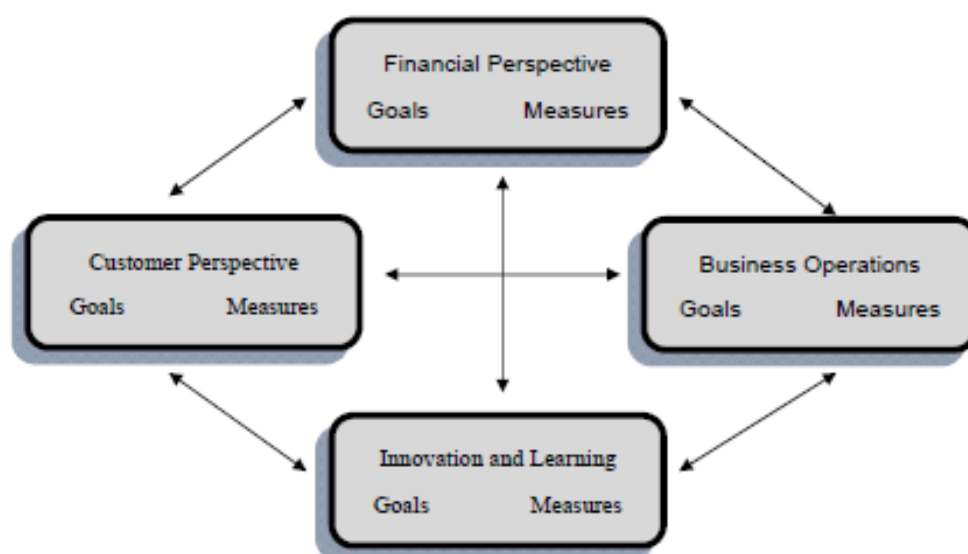 Financial Perspective
Goals Measures
Customer Perspective
Goals Measures
Business Operations
Goals Measures
Innovation and Learning
Goals Measures